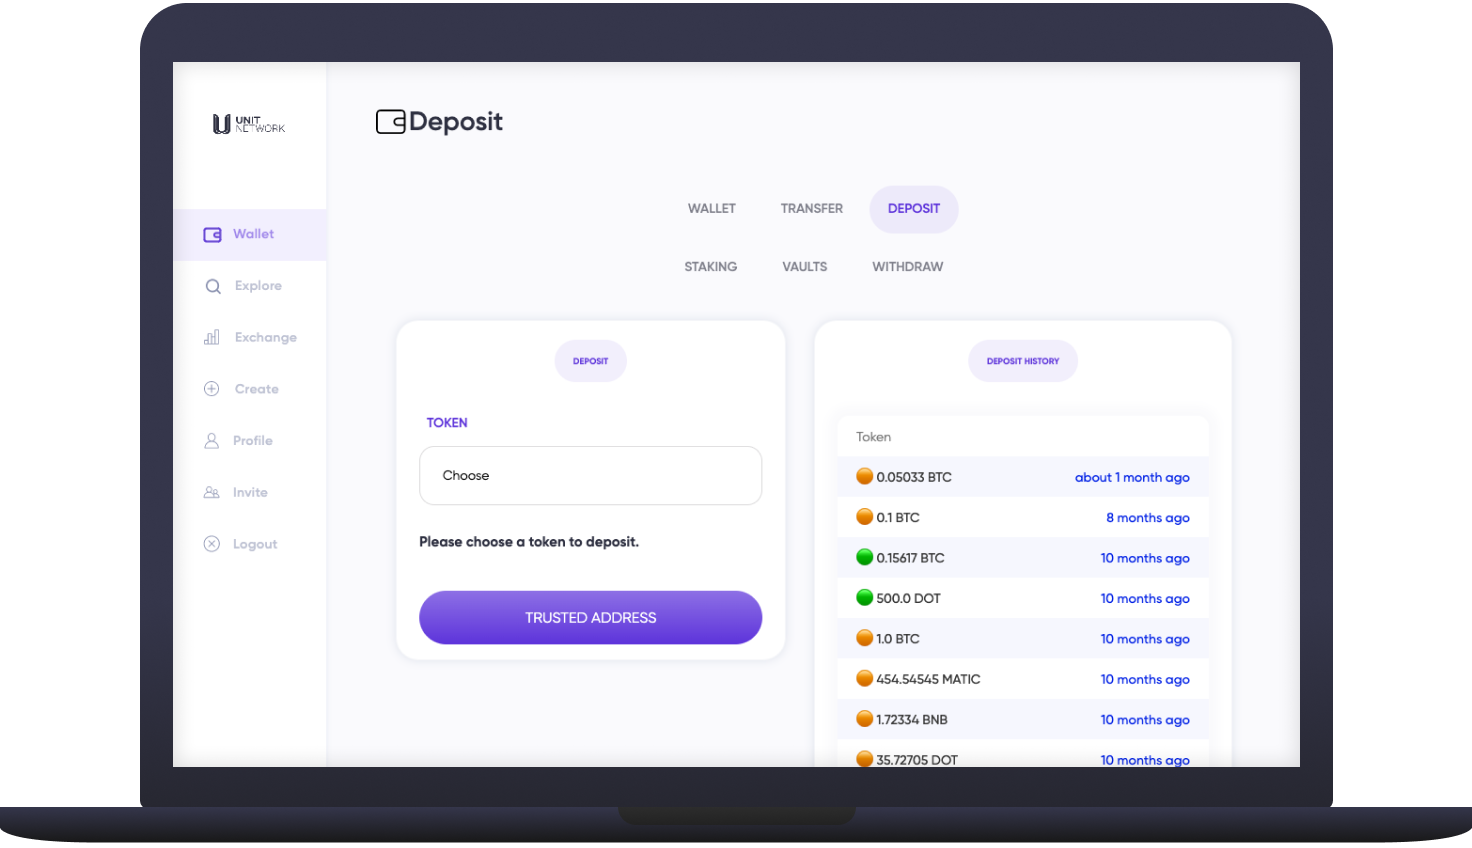 UNIT
NETWORK
Deposit
WALLET TRANSFER DEPOSIT
STAKING VAULTS WITHDRAW
Wallet
Explore
Exchange
Create
Profile
Invite
Logout
DEPOSIT
TOKEN
Choose
Please choose a token to deposit.
TRUSTED ADDRESS
DEPOSIT HISTORY
Token
0.05033 BTC about 1 month ago
0.1 BTC 8 months ago
0.15617 BTC 10 months ago
500.0 DOT 10 months ago
1.0 BTC 10 months ago
454.54545 MATIC 10 months ago
1.72334 BNB 10 months ago
35.72705 DOT 10 months ago